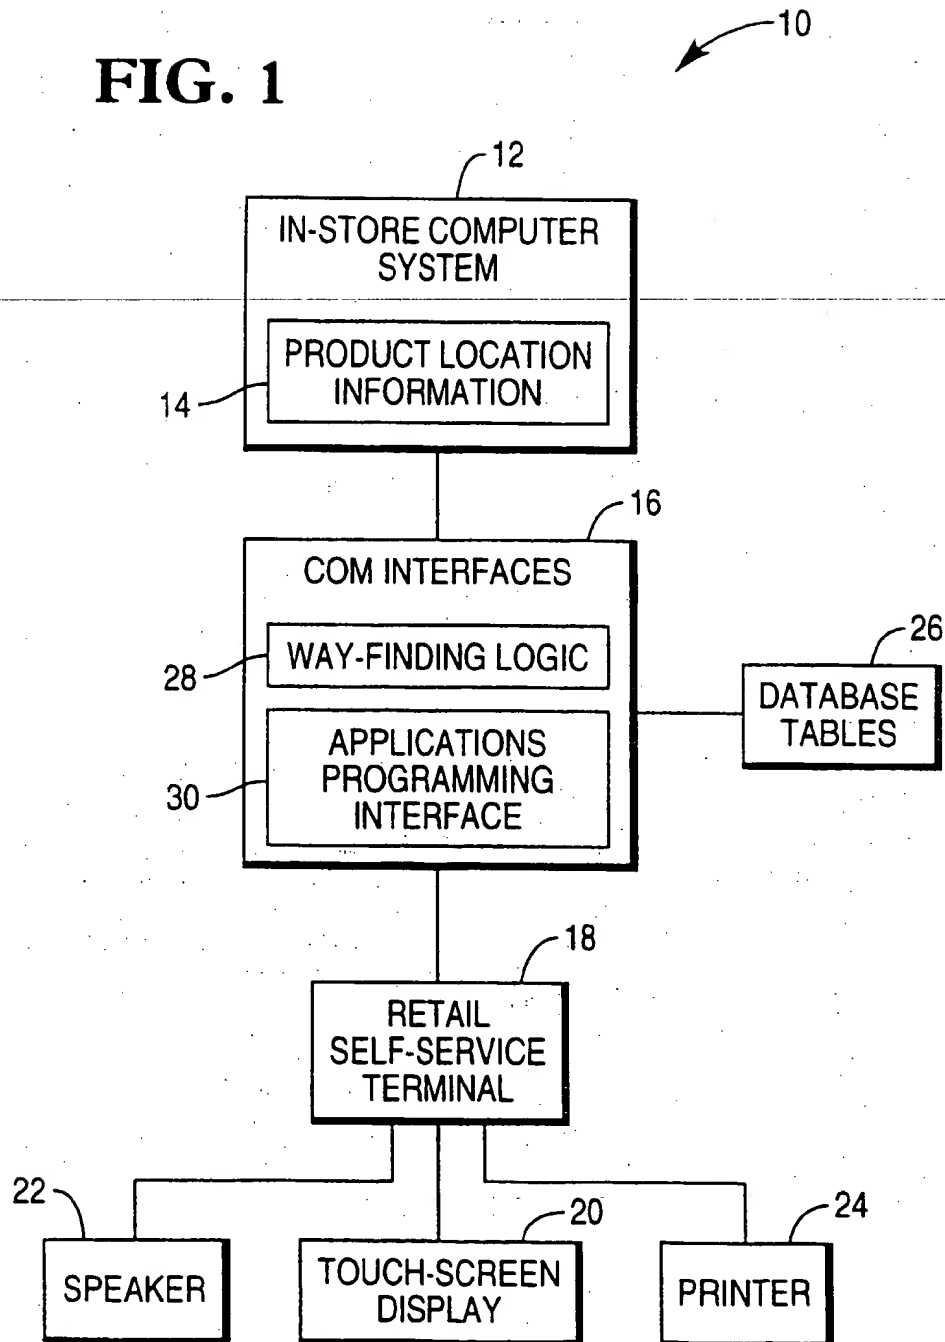 10
FIG. 1
12
IN-STORE COMPUTER
SYSTEM
PRODUCT LOCATION
INFORMATION
14
16
COM INTERFACES
WAY-FINDING LOGIC
28
26
DATABASE
TABLES
APPLICATIONS
PROGRAMMING
INTERFACE
30
18
RETAIL
SELF-SERVICE
TERMINAL
22
20
24
SPEAKER
TOUCH-SCREEN
DISPLAY
PRINTER